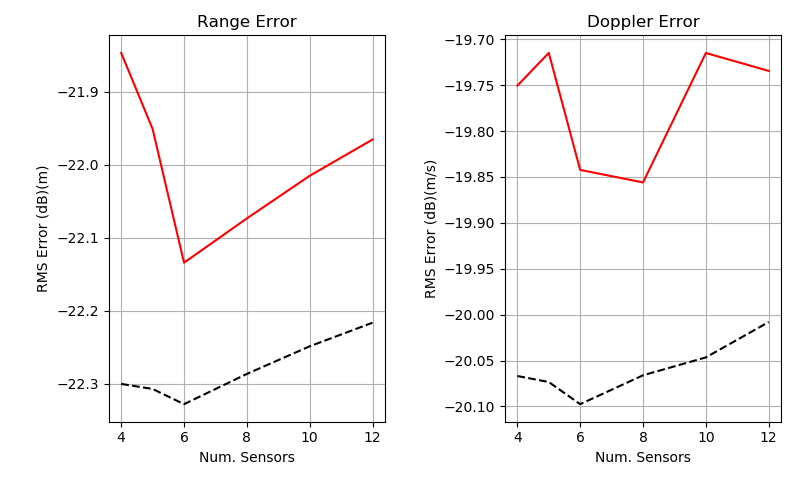 Range Error
Doppler Error
RMS Error (dB)(m)
−21.9
−22.0
−22.1
−22.2
−22.3
4 6 8 10 12
Num. Sensors
RMS Error (dB)(m/s)
−19.70
−19.75
−19.80
−19.85
−19.90
−19.95
−20.00
−20.05
−20.10
4 6 8 10 12
Num. Sensors